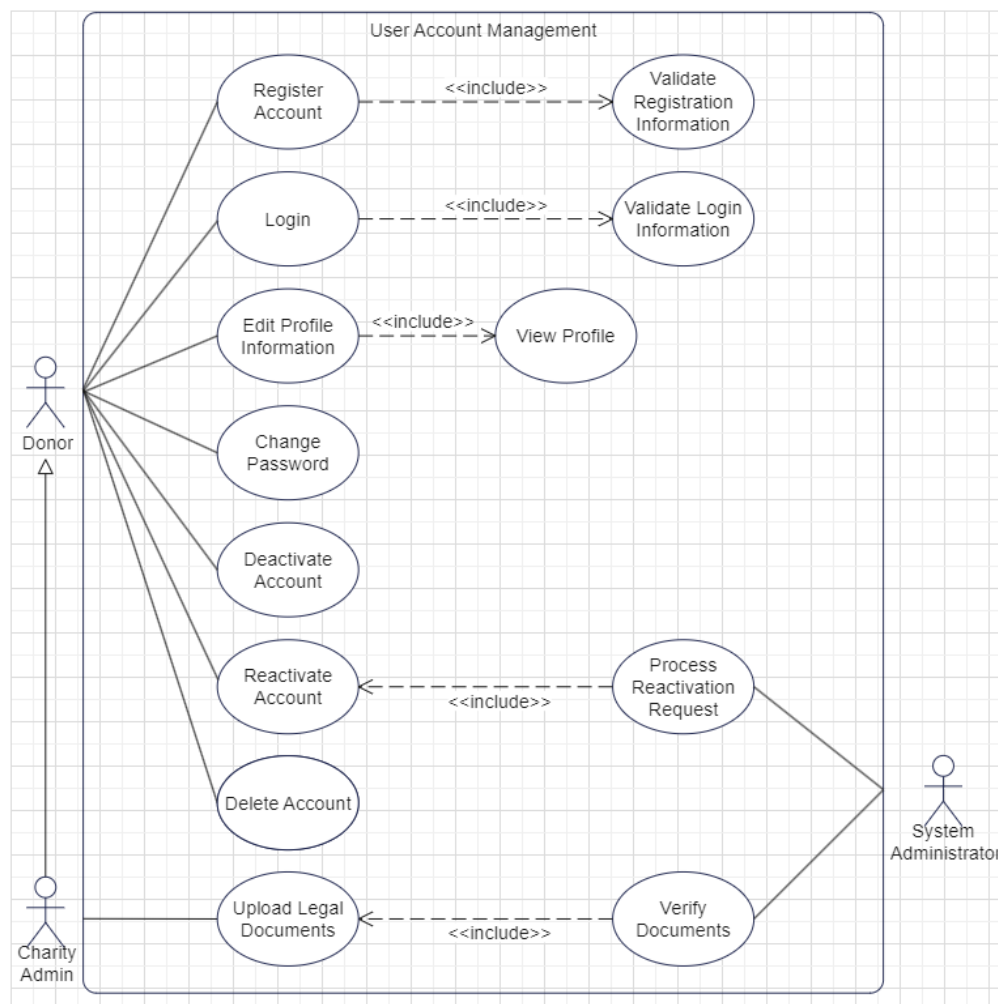 User Account Management
Register
Account
<<include>>
Validate
Registration
Information
Login
<<include>>
Validate Login
Information
Edit Profile
Information
<<include>>
View Profile
Donor
Change
Password
Deactivate
Account
Reactivate
Account
<<include>>
Process
Reactivation
Request
Delete Account
System
Administrator
Charity
Admin
Upload Legal
Documents
<<include>>
Verify
Documents